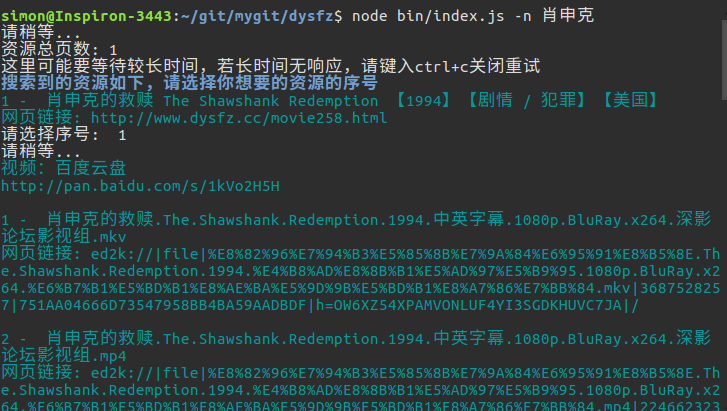 simon@Inspiron-3443:~/git/mygit/dysfz$ node bin/index.js -n 肖申克
请稍等...
资源总页数: 1
这里可能要等待较长时间，若长时间无响应，请键入ctrl+c关闭重试
搜索到的资源如下，请选择你想要的资源的序号
1 -  肖申克的救赎 The Shawshank Redemption 【1994】【剧情 / 犯罪】【美国】
网页链接: http://www.dysfz.cc/movie258.html
请选择序号:  1
请稍等...
视频: 百度云盘
http://pan.baidu.com/s/1kVo2H5H
1 -  肖申克的救赎.The.Shawshank.Redemption.1994.中英字幕.1080p.BluRay.x264.深影
论坛影视组.mkv
网页链接: ed2k://|file|%E8%82%96%E7%94%B3%E5%85%8B%E7%9A%84%E6%95%91%E8%B5%8E.Th
e.Shawshank.Redemption.1994.%E4%B8%AD%E8%8B%B1%E5%AD%97%E5%B9%95.1080p.BluRay.x2
64.%E6%B7%B1%E5%BD%B1%E8%AE%BA%E5%9D%9B%E5%BD%B1%E8%A7%86%E7%BB%84.mkv|368752825
7|751AA04666D73547958BB4BA59AADBDF|h=OW6XZ54XPAMVONLUF4YI3SGDKHUVC7JA|/
2 -  肖申克的救赎.The.Shawshank.Redemption.1994.中英字幕.1080p.BluRay.x264.深影
论坛影视组.mp4
网页链接: ed2k://|file|%E8%82%96%E7%94%B3%E5%85%8B%E7%9A%84%E6%95%91%E8%B5%8E.Th
e.Shawshank.Redemption.1994.%E4%B8%AD%E8%8B%B1%E5%AD%97%E5%B9%95.1080p.BluRay.x2
64.%E6%B7%B1%E5%BD%B1%E8%AE%BA%E5%9D%9B%E5%BD%B1%E8%A7%86%E7%BB%84.mp4|224662323